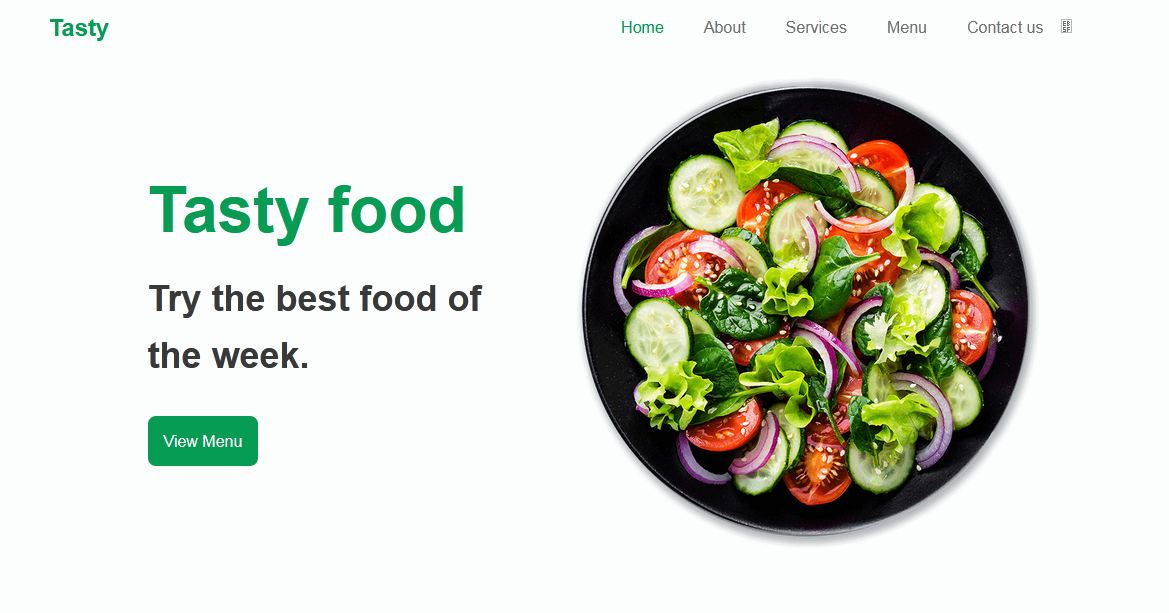 Tasty
Home About Services Menu Contact us
Tasty food
Try the best food of
the week.
View Menu